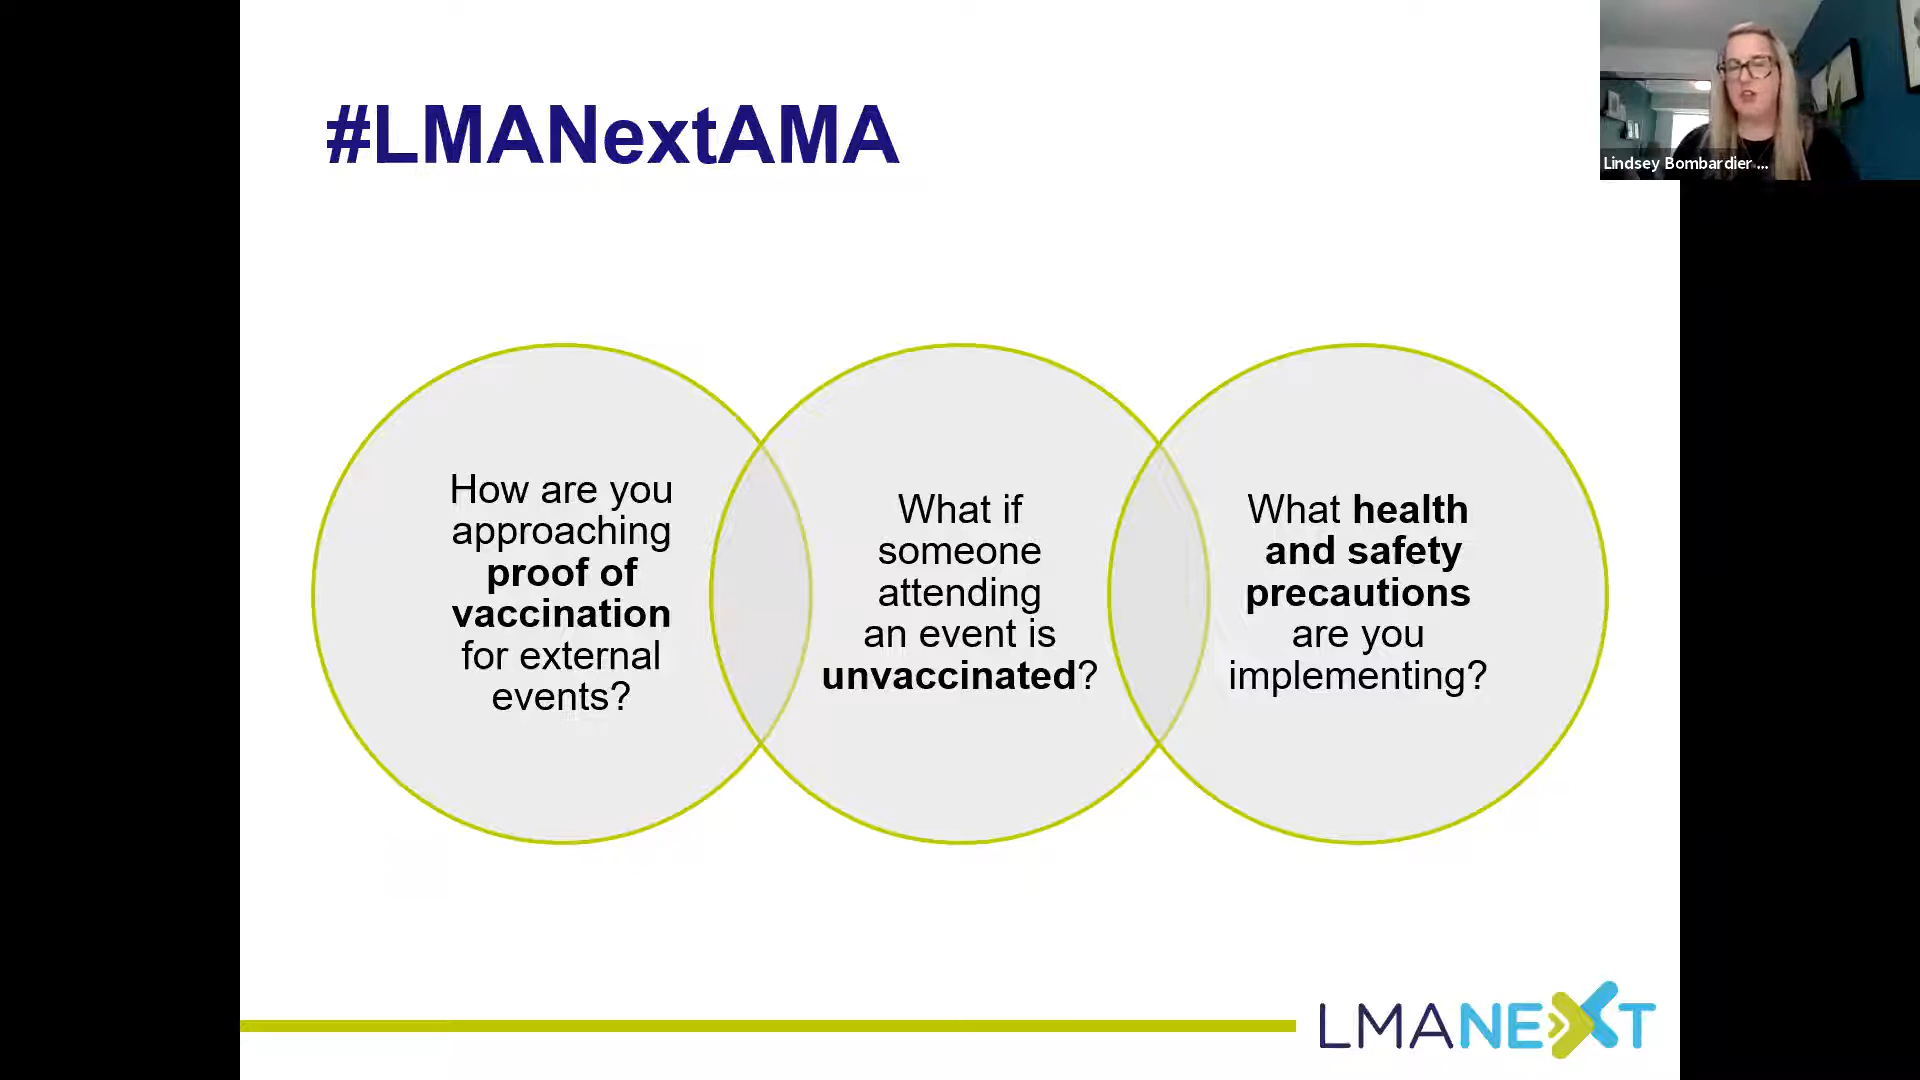 #LMANextAMA
Lindsey Bombardier ...
How are you
approaching
proof of
vaccination
for external
events?
What if
someone
attending
an event is
unvaccinated?
What health
and safety
precautions
are you
implementing?
LMANEXT